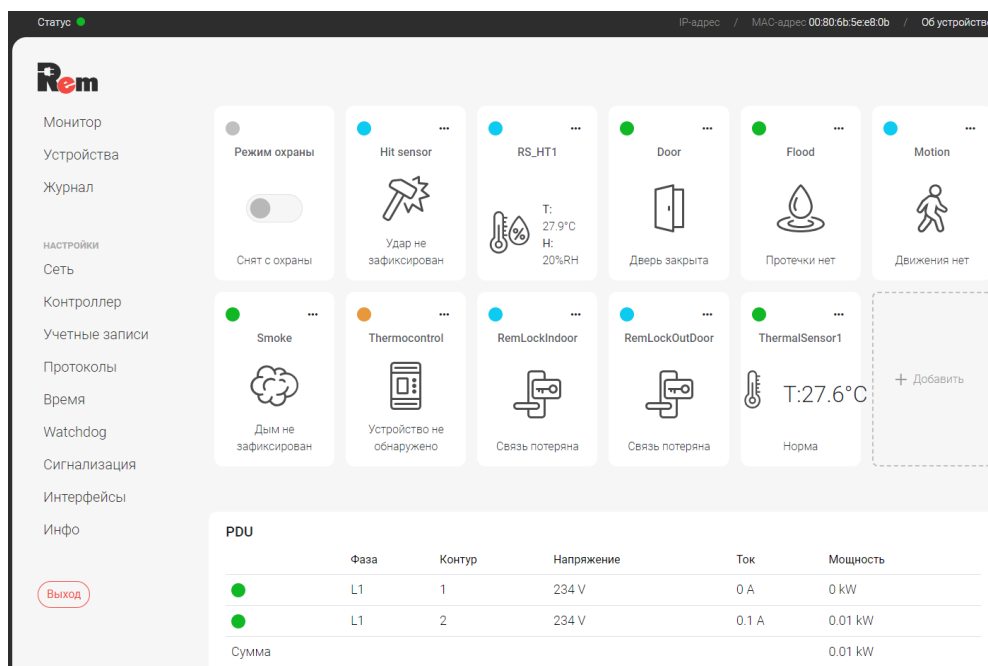 Статус
IP-адрес / MAC-адрес 00:80:6b:5e:e8:0b / Об устройстве
Rem
Монитор
Устройства
Журнал
НАСТРОЙКИ
Сеть
Контроллер
Учетные записи
Протоколы
Время
Watchdog
Сигнализация
Интерфейсы
Инфо
Выход
Режим охраны
Снят с охраны
Hit sensor
Удар не
зафиксирован
RS_HT1
T:
27.9°C
H:
20%RH
Door
Дверь закрыта
Flood
Протечки нет
Motion
Движения нет
Smoke
Дым не
зафиксирован
Thermocontrol
Устройство не
обнаружено
RemLockIndoor
Связь потеряна
RemLockOutDoor
Связь потеряна
ThermalSensor1
T:27.6°C
Норма
+ Добавить
PDU
Фаза Контур Напряжение Ток Мощность
L1 1 234 V 0 A 0 kW
L1 2 234 V 0.1 A 0.01 kW
Сумма 0.01 kW